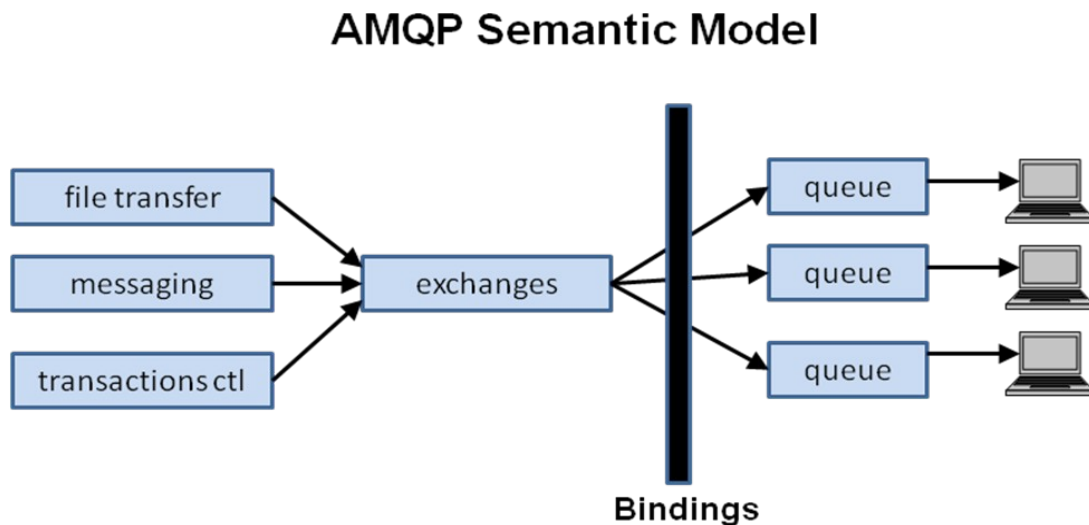 AMQP Semantic Model
file transfer
messaging
transactions ctl
exchanges
queue
queue
queue
Bindings